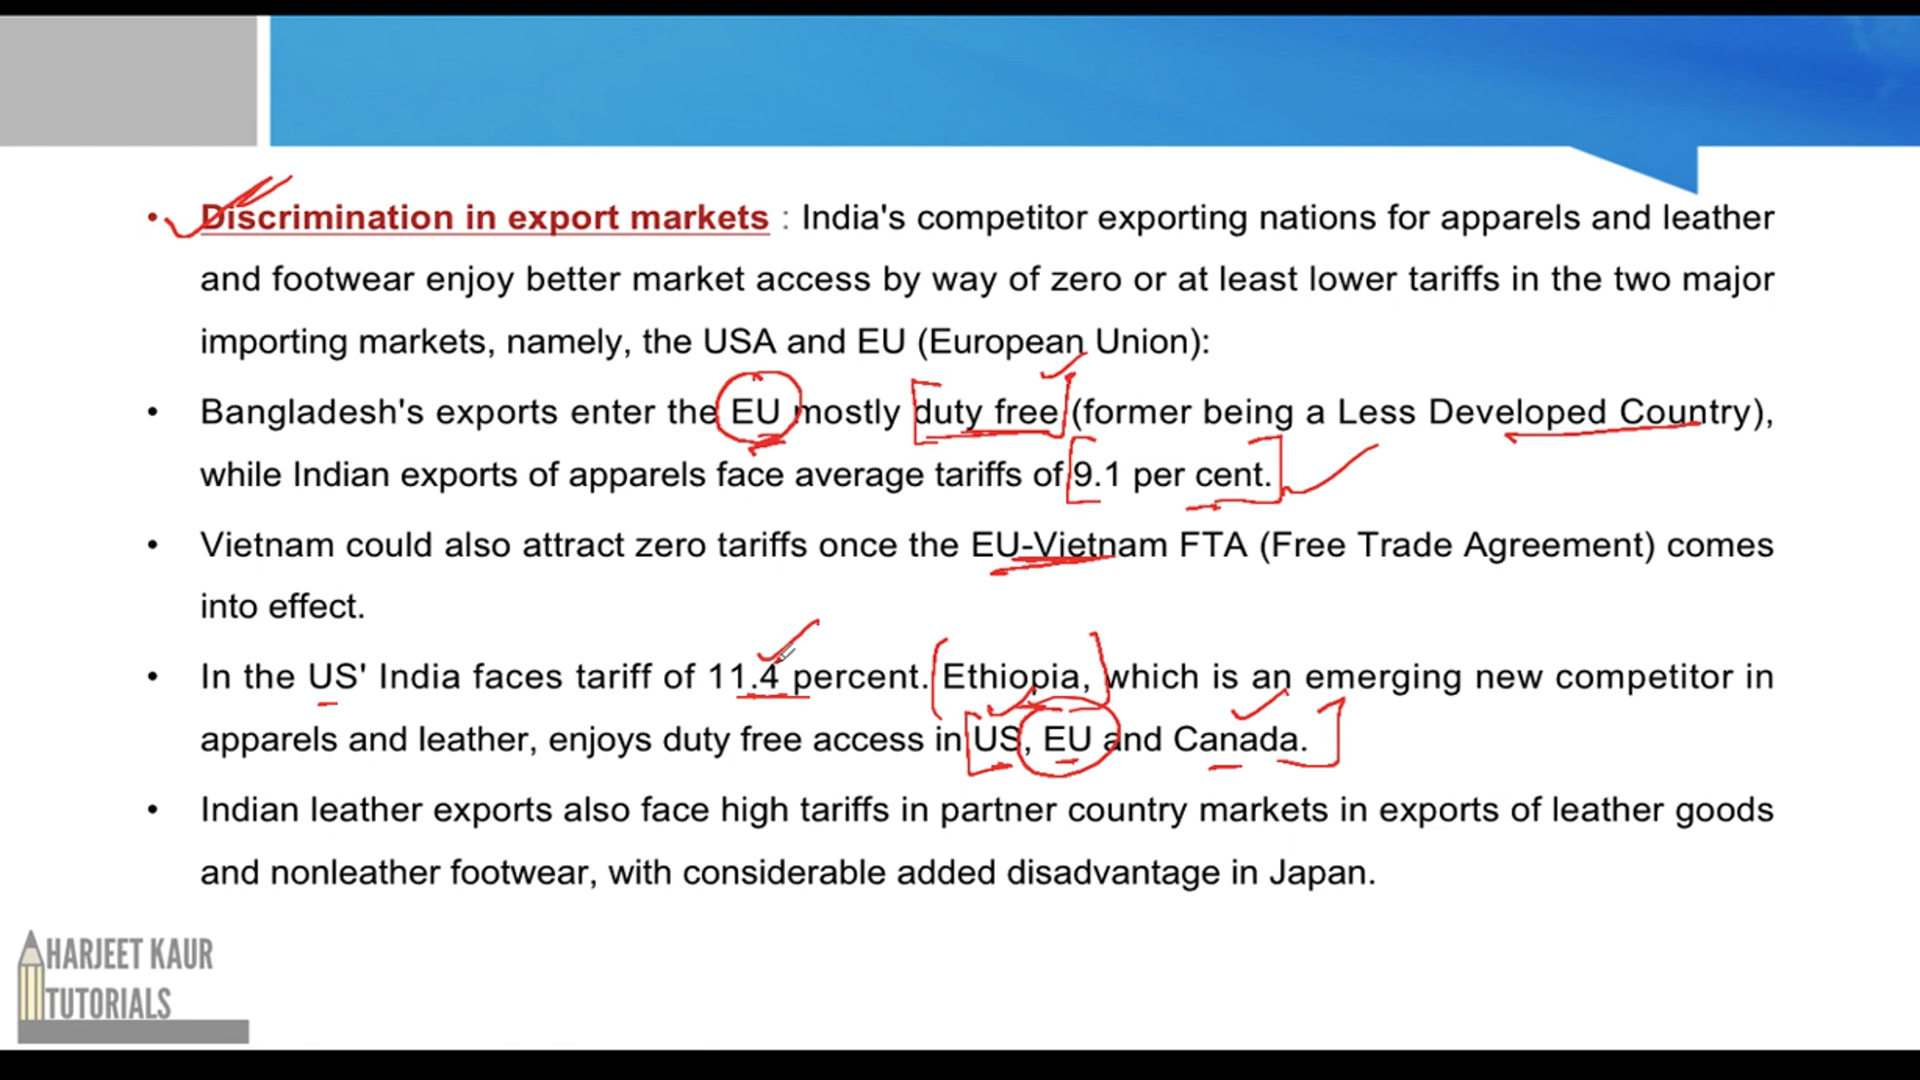 • Discrimination in export markets : India's competitor exporting nations for apparels and leather
and footwear enjoy better market access by way of zero or at least lower tariffs in the two major
importing markets, namely, the USA and EU (European Union):
• Bangladesh's exports enter the EU mostly duty free (former being a Less Developed Country),
while Indian exports of apparels face average tariffs of 9.1 per cent.
• Vietnam could also attract zero tariffs once the EU-Vietnam FTA (Free Trade Agreement) comes
into effect.
• In the US' India faces tariff of 11.4 percent. Ethiopia, which is an emerging new competitor in
apparels and leather, enjoys duty free access in US, EU and Canada.
• Indian leather exports also face high tariffs in partner country markets in exports of leather goods
and nonleather footwear, with considerable added disadvantage in Japan.
HARJEET KAUR
TUTORIALS